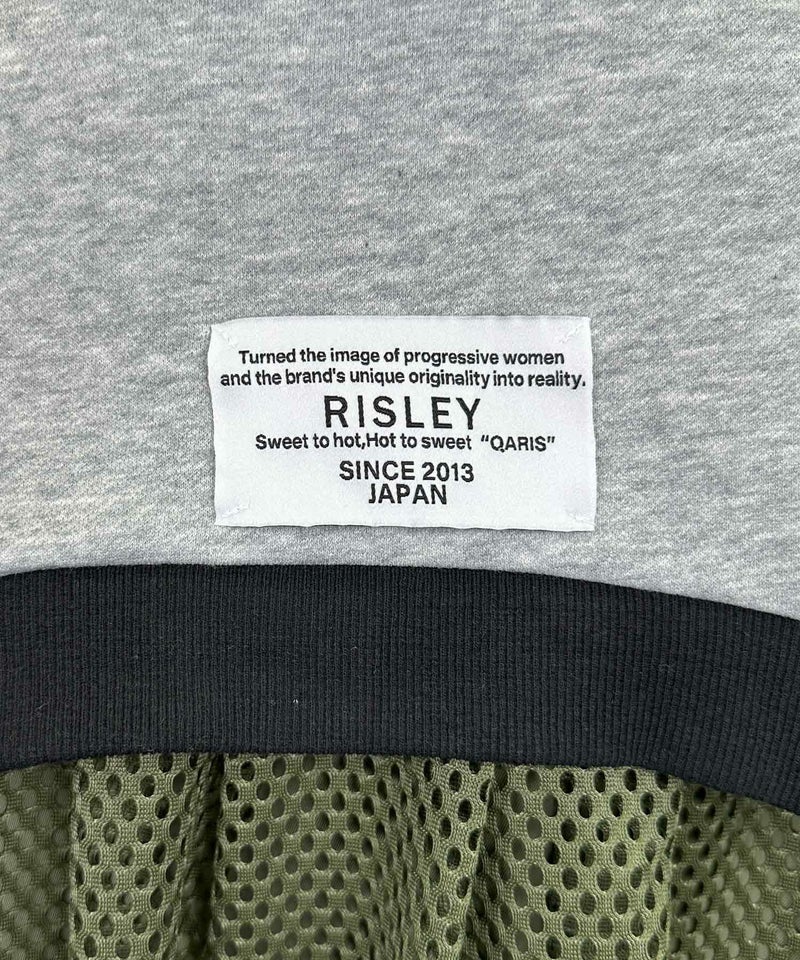 Turned the image of progressive women
and the brand's unique originality into reality.
RISLEY
Sweet to hot,Hot to sweet “QARIS”
SINCE 2013
JAPAN